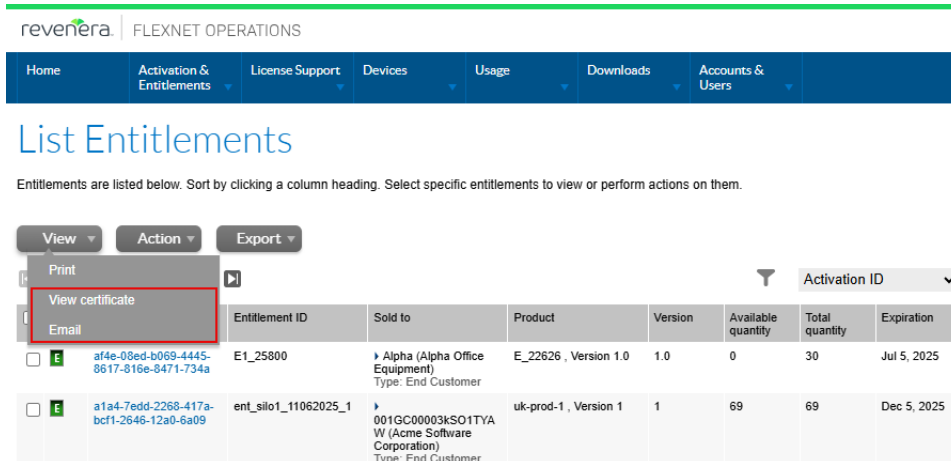 revenera. FLEXNET OPERATIONS
Home Activation & License Support Devices Usage Downloads Accounts &
Entitlements Users
List Entitlements
Entitlements are listed below. Sort by clicking a column heading. Select specific entitlements to view or perform actions on them.
View Action Export
Print
Activation ID
View certificate
Email
Entitlement ID Sold to Product Version Available quantity Total quantity Expiration
E af4e-08ed-b069-4445- E1_25800 Alpha (Alpha Office E_22626 , Version 1.0 1.0 0 30 Jul 5, 2025
8617-816e-8471-734a Equipment)
Type: End Customer
E a1a4-7edd-2268-417a- ent_silo1_11062025_1 uk-prod-1 , Version 1 1 69 69 Dec 5, 2025
bcf1-2646-12a0-6a09 001GC00003kSO1TYA
W (Acme Software
Corporation)
Type: End Customer